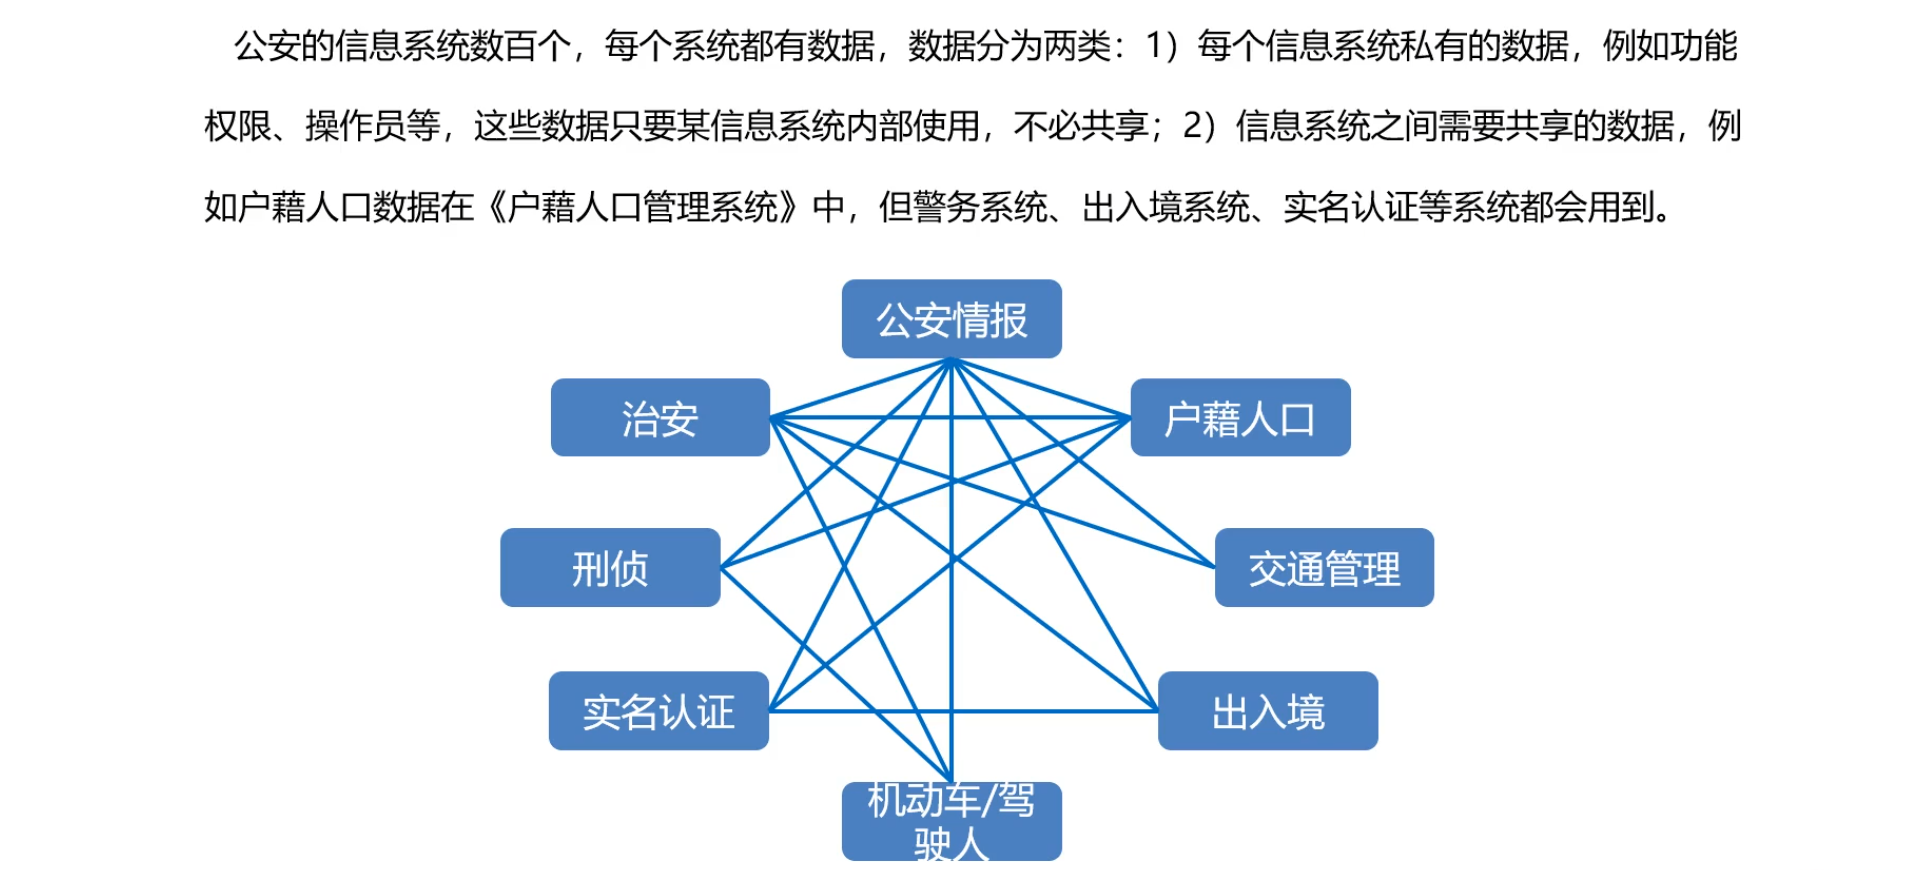 公安的信息系统数百个，每个系统都有数据，数据分为两类：1）每个信息系统私有的数据，例如功能
权限、操作员等，这些数据只要某信息系统内部使用，不必共享；2）信息系统之间需要共享的数据，例
如户藉人口数据在《户藉人口管理系统》中，但警务系统、出入境系统、实名认证等系统都会用到。
公安情报
治安
户藉人口
刑侦
交通管理
实名认证
出入境
机动车/驾
驶人